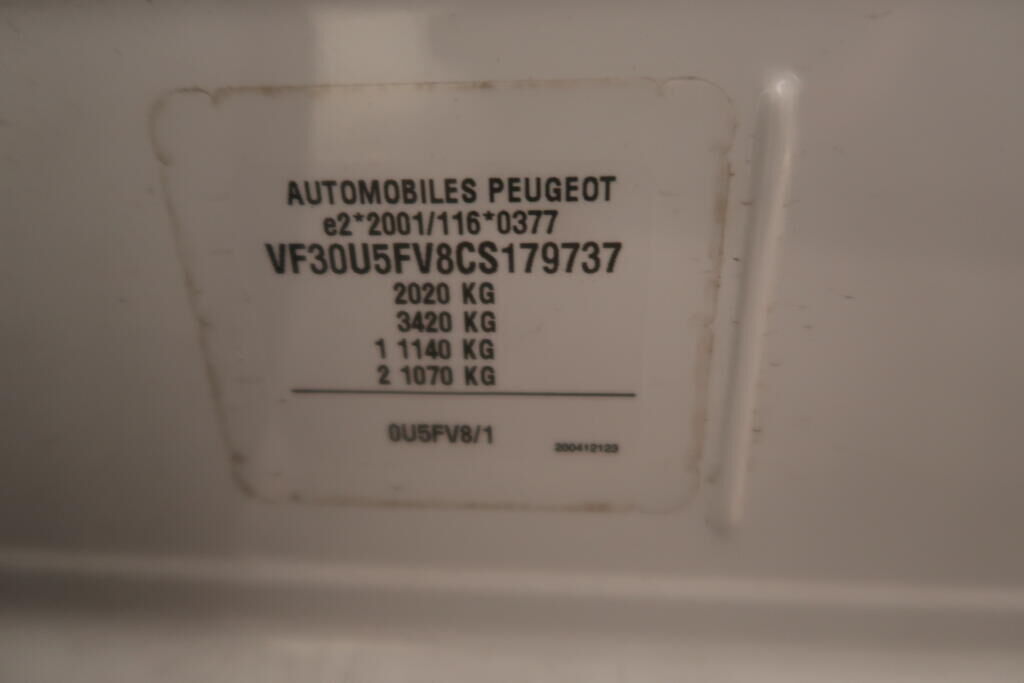 AUTOMOBILES PEUGEOT
e2*2001/116*0377
VF30U5FV8CS179737
2020 KG
3420 KG
1 1140 KG
2 1070 KG
0U5FV8/1
200412123